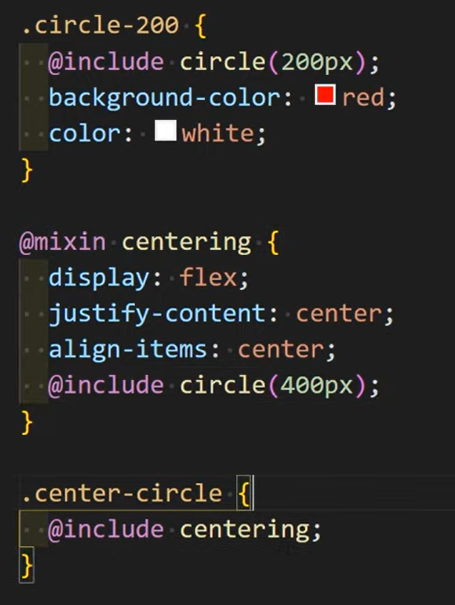 .circle-200 {
  @include circle(200px);
  background-color: red;
  color: white;
}

@mixin centering {
  display: flex;
  justify-content: center;
  align-items: center;
  @include circle(400px);
}

.center-circle {
  @include centering;
}